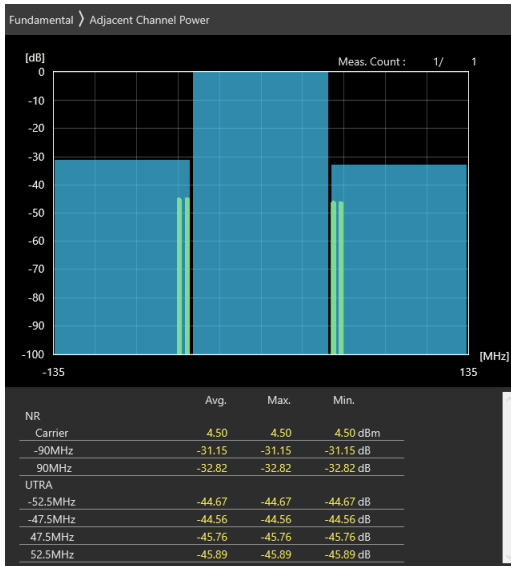 Fundamental 〉 Adjacent Channel Power
[dB]
Meas. Count : 1/ 1
0
-10
-20
-30
-40
-50
-60
-70
-80
-90
-100
[MHz]
-135 135
Avg. Max. Min.
NR
Carrier 4.50 4.50 4.50 dBm
-90MHz -31.15 -31.15 -31.15 dB
90MHz -32.82 -32.82 -32.82 dB
UTRA
-52.5MHz -44.67 -44.67 -44.67 dB
-47.5MHz -44.56 -44.56 -44.56 dB
47.5MHz -45.76 -45.76 -45.76 dB
52.5MHz -45.89 -45.89 -45.89 dB